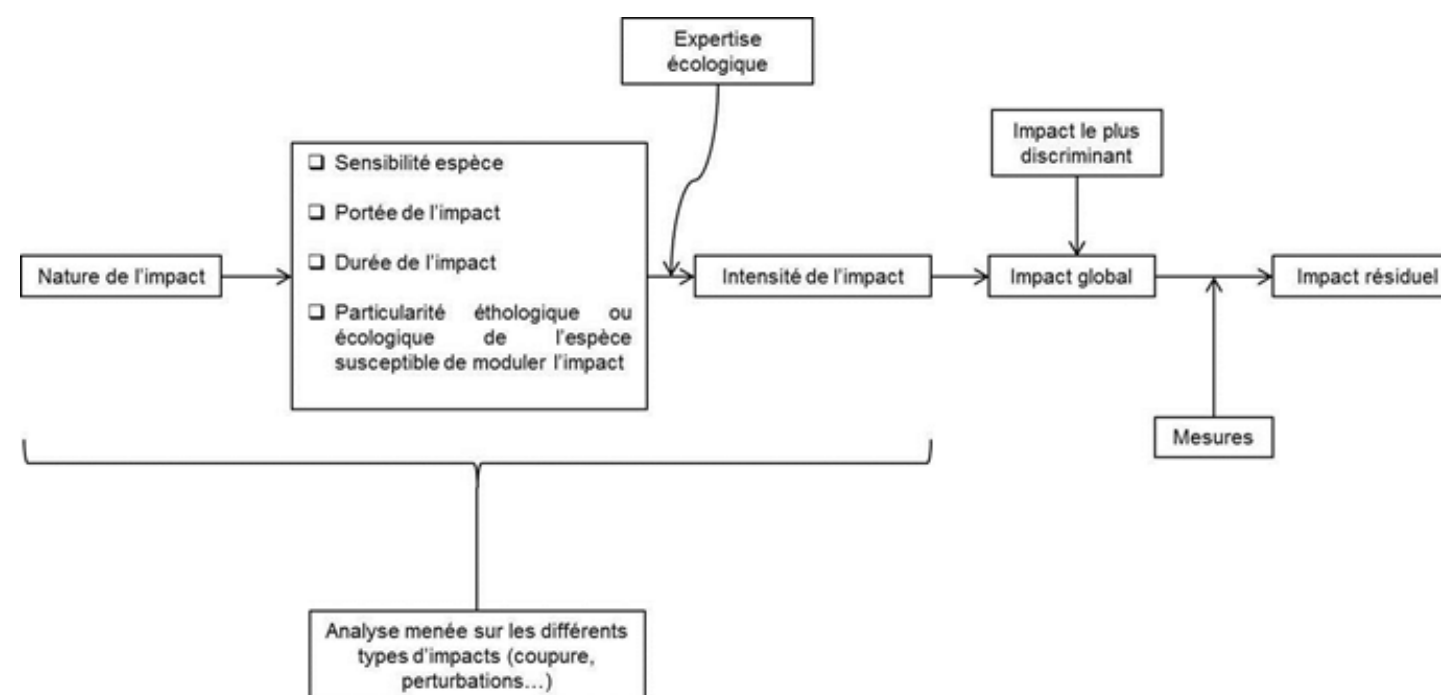 Expertise
écologique
Impact le plus
discriminant
❑ Sensibilité espèce
❑ Portée de l'impact
❑ Durée de l'impact
❑ Particularité éthologique ou
écologique de l'espèce
susceptible de moduler l'impact
Nature de l'impact
Intensité de l'impact
Impact global
Impact résiduel
Mesures
Analyse menée sur les différents
types d'impacts (coupure,
perturbations…)